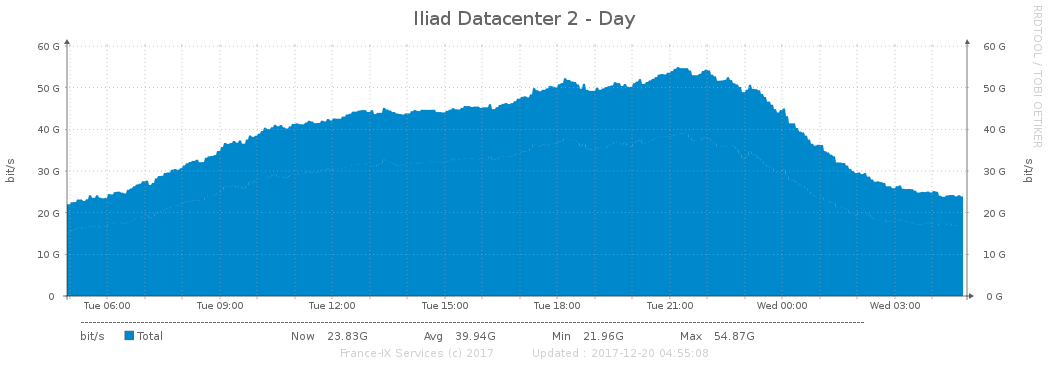 Iliad Datacenter 2 - Day
RRDTOOL / TOBI OETIKER
60 G 60 G
50 G 50 G
40 G 40 G
30 G 30 G
20 G 20 G
10 G 10 G
0 0 G
bit/s bit/s
Tue 06:00 Tue 09:00 Tue 12:00 Tue 15:00 Tue 18:00 Tue 21:00 Wed 00:00 Wed 03:00
bit/s Total Now 23.83G Avg 39.94G Min 21.96G Max 54.87G
France-IX Services (c) 2017 Updated : 2017-12-20 04:55:08